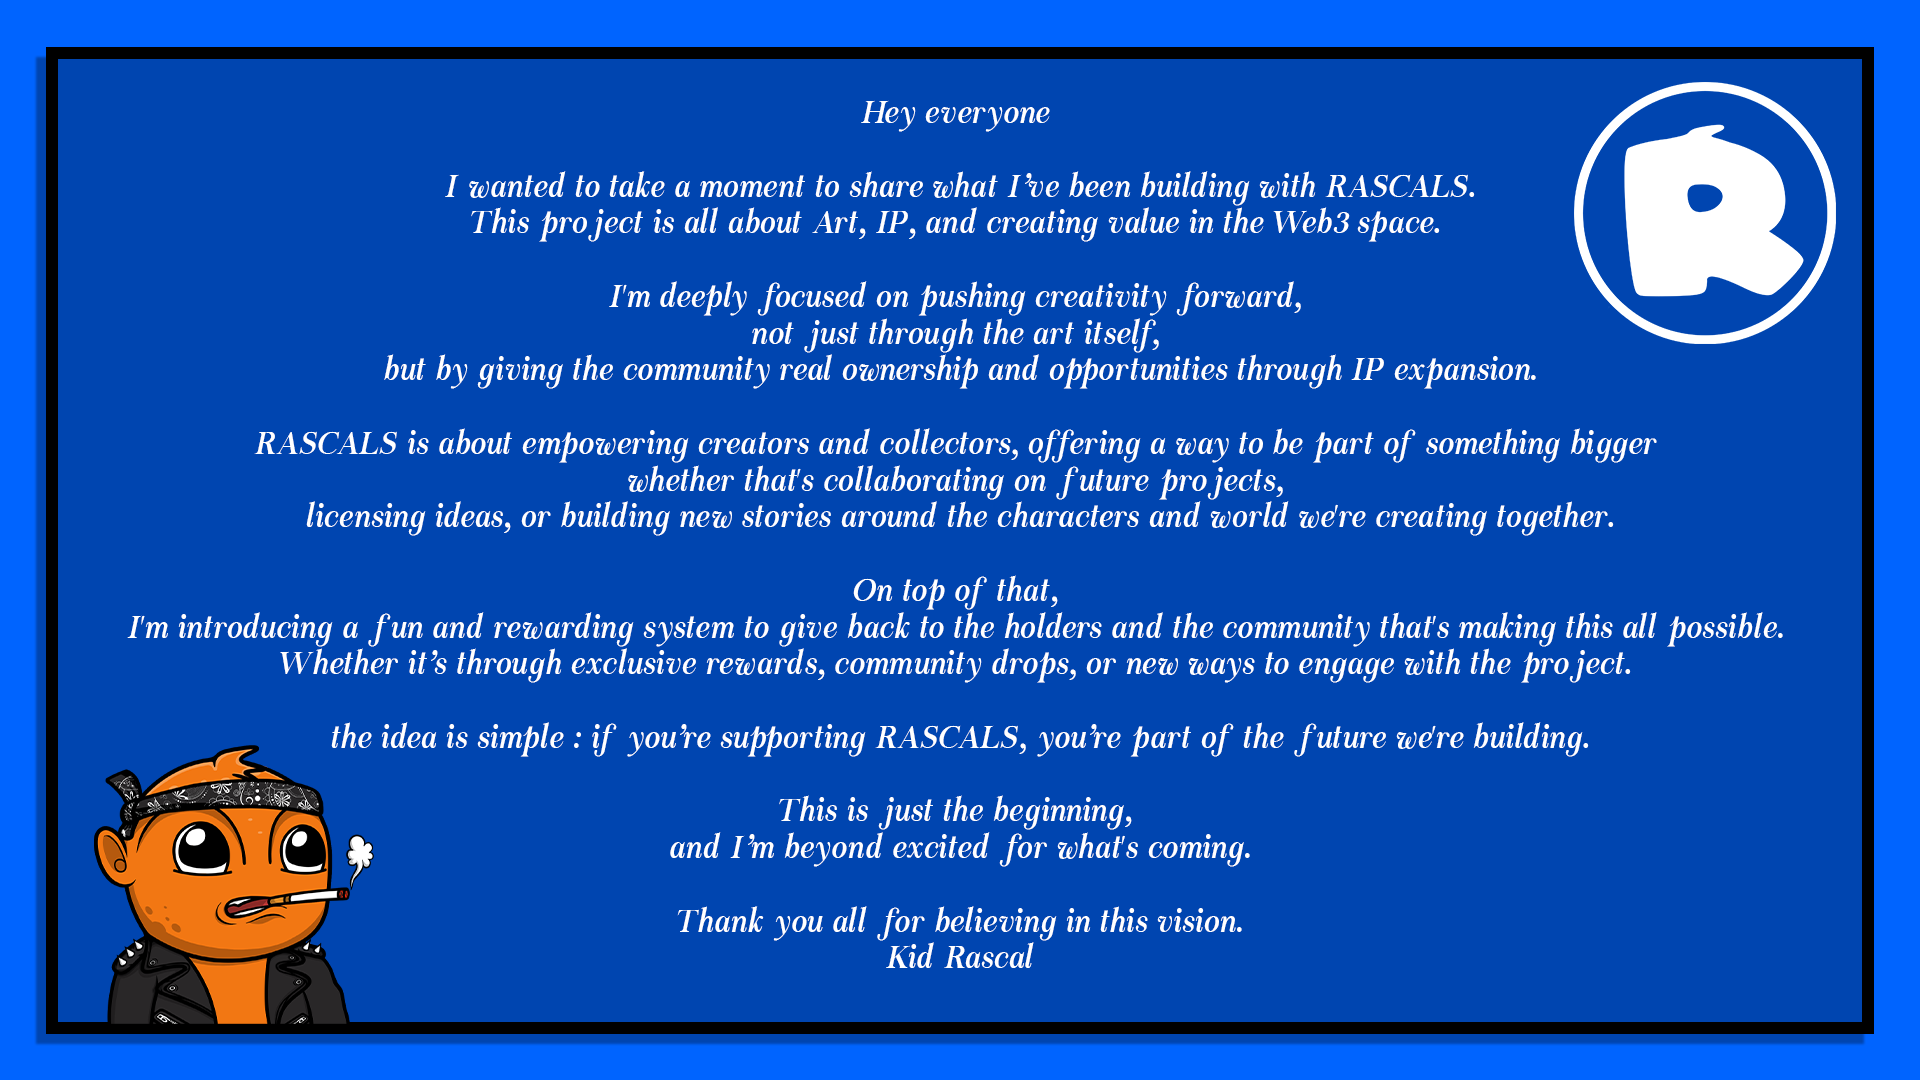 Hey everyone
R
I wanted to take a moment to share what I’ve been building with RASCALS.
This project is all about Art, IP, and creating value in the Web3 space.
I'm deeply focused on pushing creativity forward,
not just through the art itself,
but by giving the community real ownership and opportunities through IP expansion.
RASCALS is about empowering creators and collectors, offering a way to be part of something bigger
whether that's collaborating on future projects,
licensing ideas, or building new stories around the characters and world we're creating together.
On top of that,
I'm introducing a fun and rewarding system to give back to the holders and the community that's making this all possible.
Whether it’s through exclusive rewards, community drops, or new ways to engage with the project.
the idea is simple : if you’re supporting RASCALS, you’re part of the future we're building.
This is just the beginning,
and I’m beyond excited for what's coming.
Thank you all for believing in this vision.
Kid Rascal